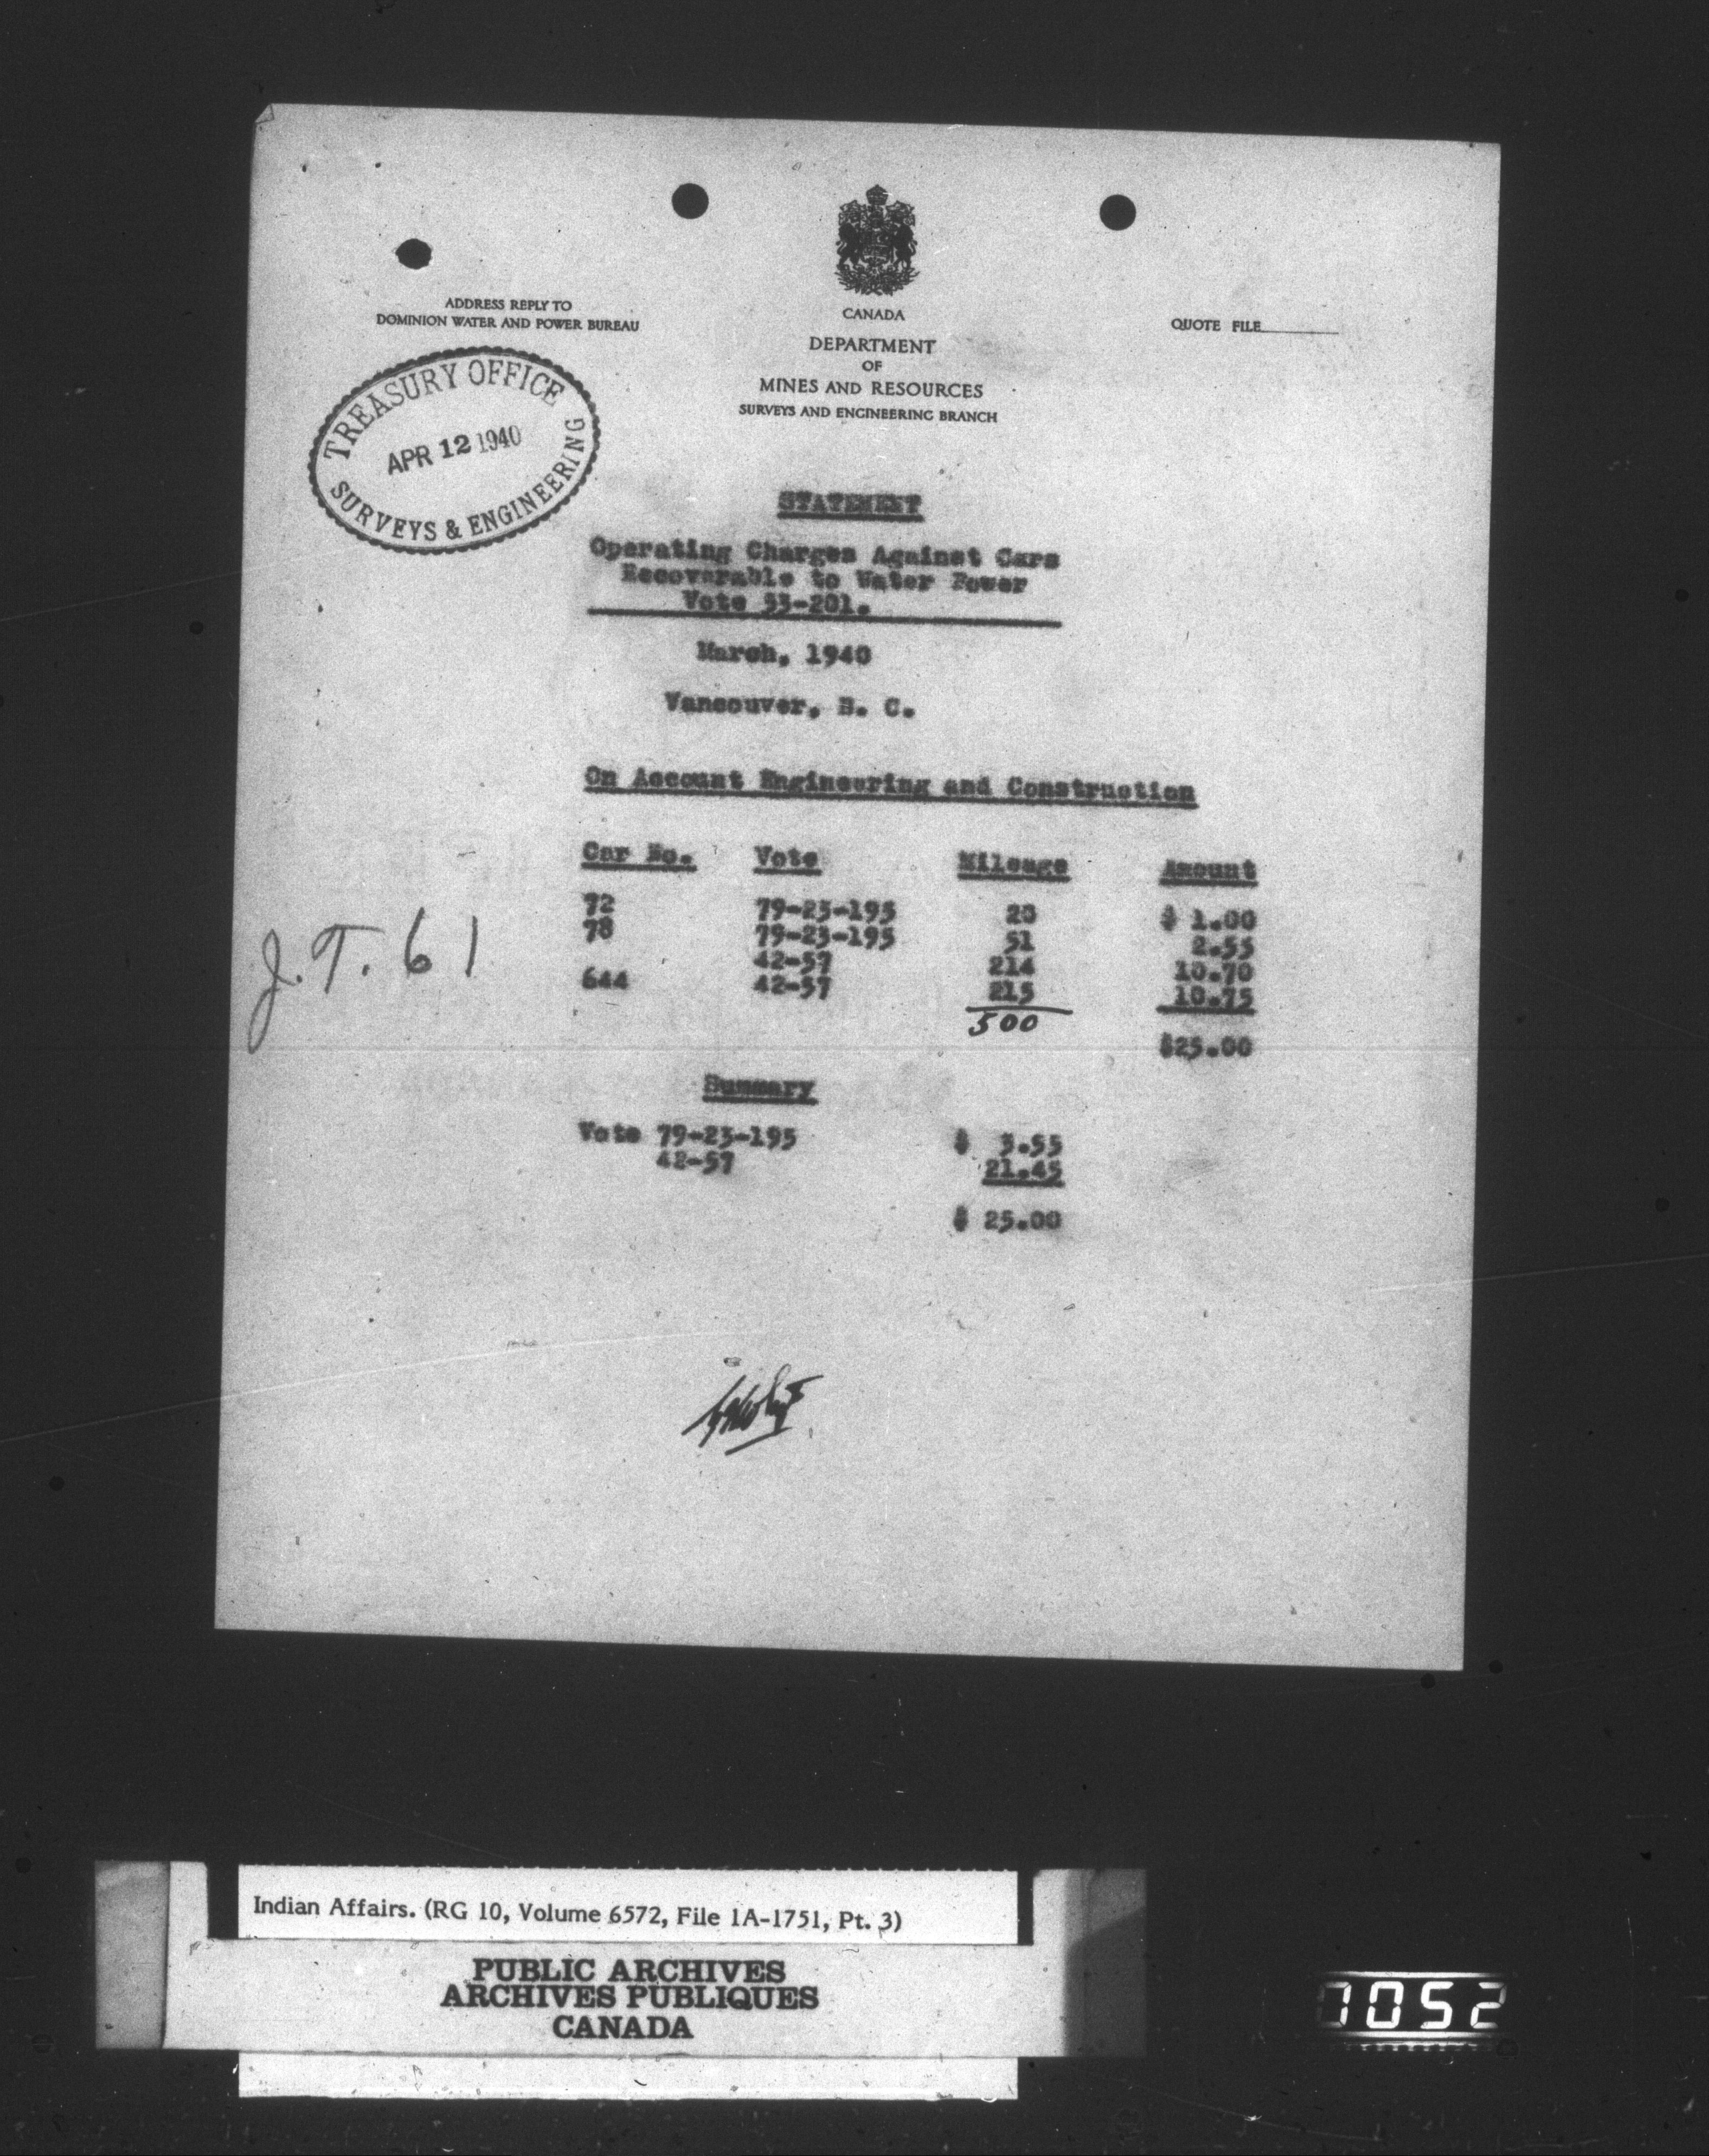 ADDRESS REPLY TO
DOMINION WATER AND POWER BUREAU
CANADA
DEPARTMENT
OF
MINES AND RESOURCES
SURVEYS AND ENGINEERING BRANCH
QUOTE FILE
TREASURY OFFICE
APR 12 1940
SURVEYS & ENGINEERING
STATEMENT
Operating Charges Against Cars
Recoverable to Water Power
Vote 53-201.
March, 1940
Vancouver, B. C.
On Account Engineering and Construction
Car No. Vote Mileage Amount
72 79-23-195 20 $ 1.00
78 79-23-195 51 2.55
42-57 214 10.70
644 42-57 215 10.75
500
$25.00
J.T. 61
Summary
Vote 79-23-195 $ 3.55
42-57 21.45
$ 25.00
Indian Affairs. (RG 10, Volume 6572, File 1A-1751, Pt. 3)
PUBLIC ARCHIVES
ARCHIVES PUBLIQUES
CANADA
1052